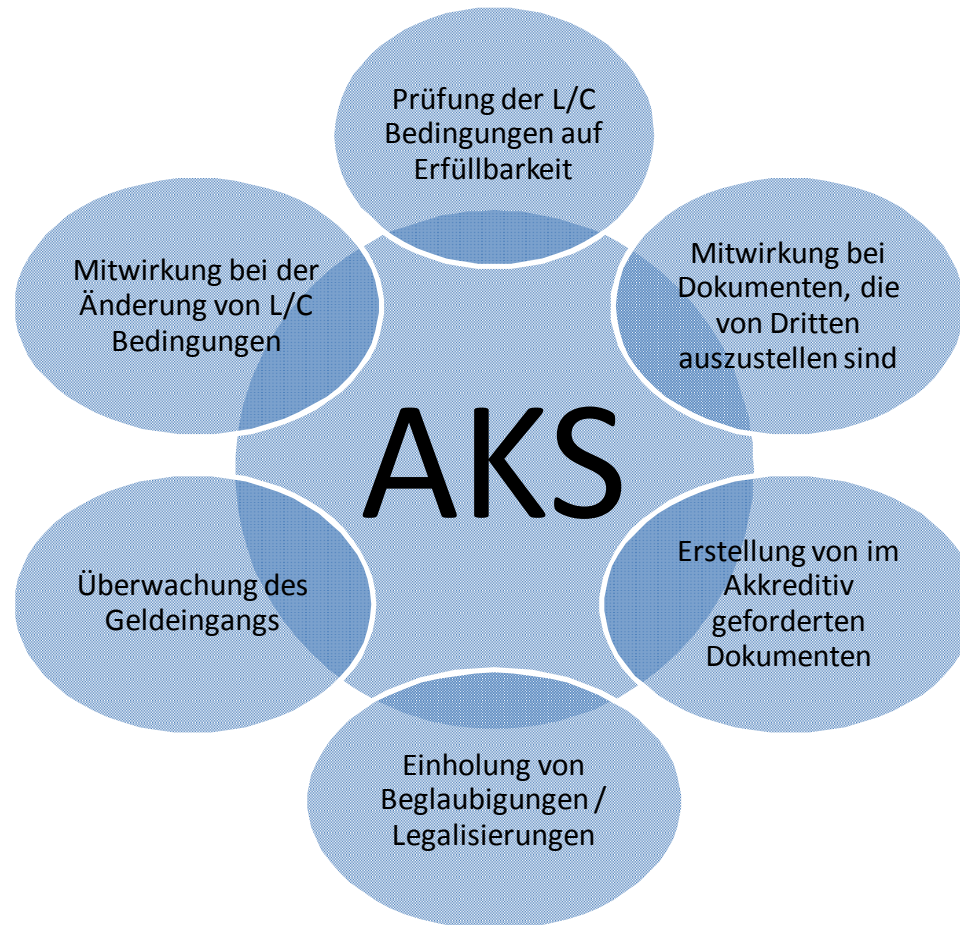 Prüfung der L/C
Bedingungen auf
Erfüllbarkeit
Mitwirkung bei
Dokumenten, die
von Dritten
auszustellen sind
Erstellung von im
Akkreditiv
geforderten
Dokumenten
Einholung von
Beglaubigungen /
Legalisierungen
Überwachung des
Geldeingangs
Mitwirkung bei der
Änderung von L/C
Bedingungen
AKS